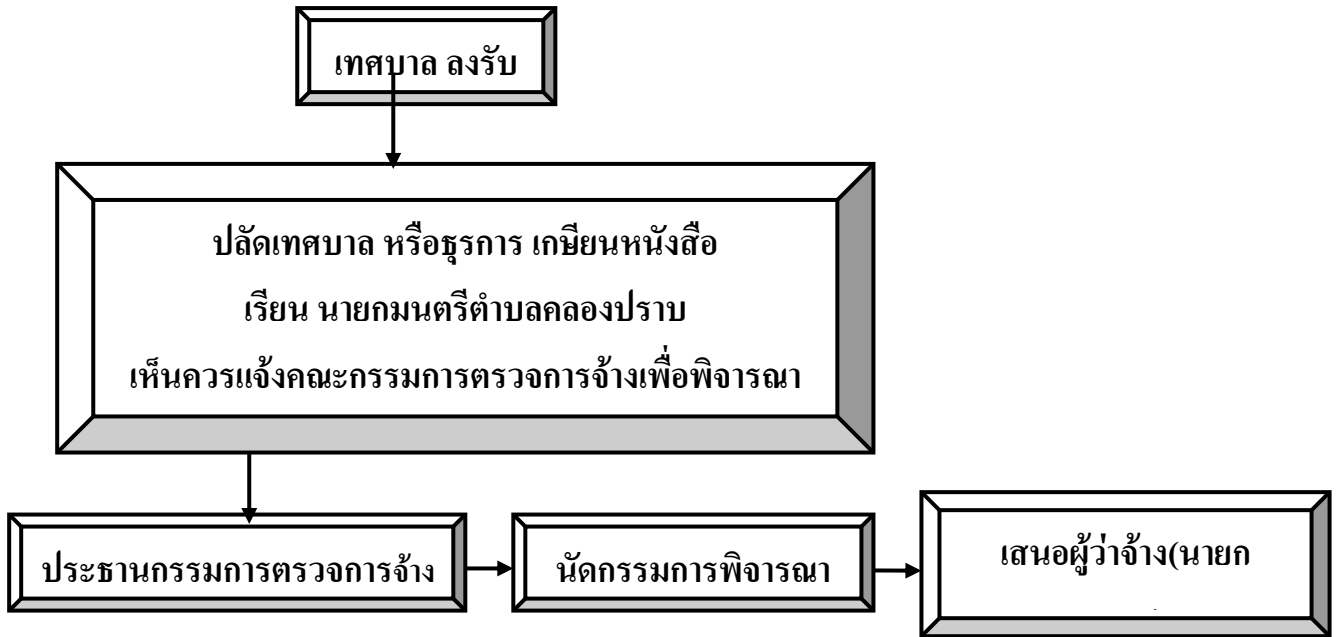 เทศบาล ลงรับ
ปลัดเทศบาล หรือธุรการ เกษียนหนังสือ
เรียน นายกมนตรีตำบลคลองปราบ
เห็นควรแจ้งคณะกรรมการตรวจการจ้างเพื่อพิจารณา
ประธานกรรมการตรวจการจ้าง
นัดกรรมการพิจารณา
เสนอผู้ว่าจ้าง(นายก